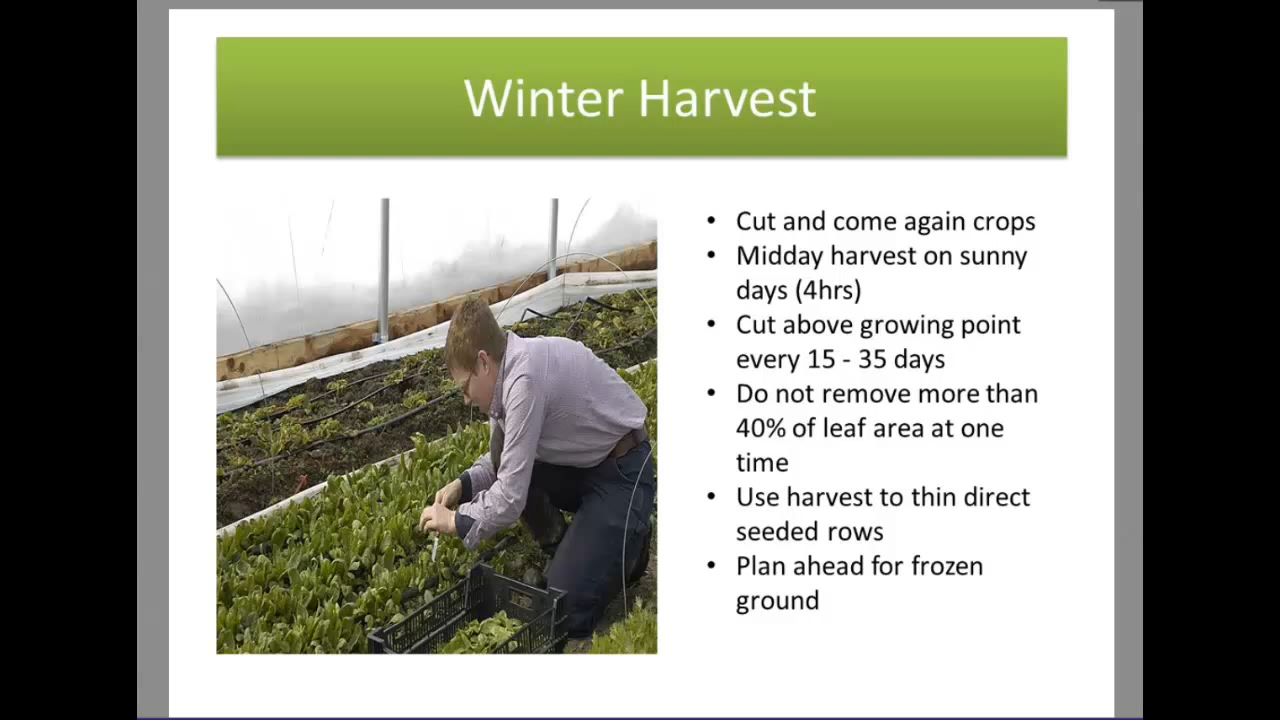 Winter Harvest
• Cut and come again crops
• Midday harvest on sunny
days (4hrs)
• Cut above growing point
every 15 - 35 days
• Do not remove more than
40% of leaf area at one
time
• Use harvest to thin direct
seeded rows
• Plan ahead for frozen
ground